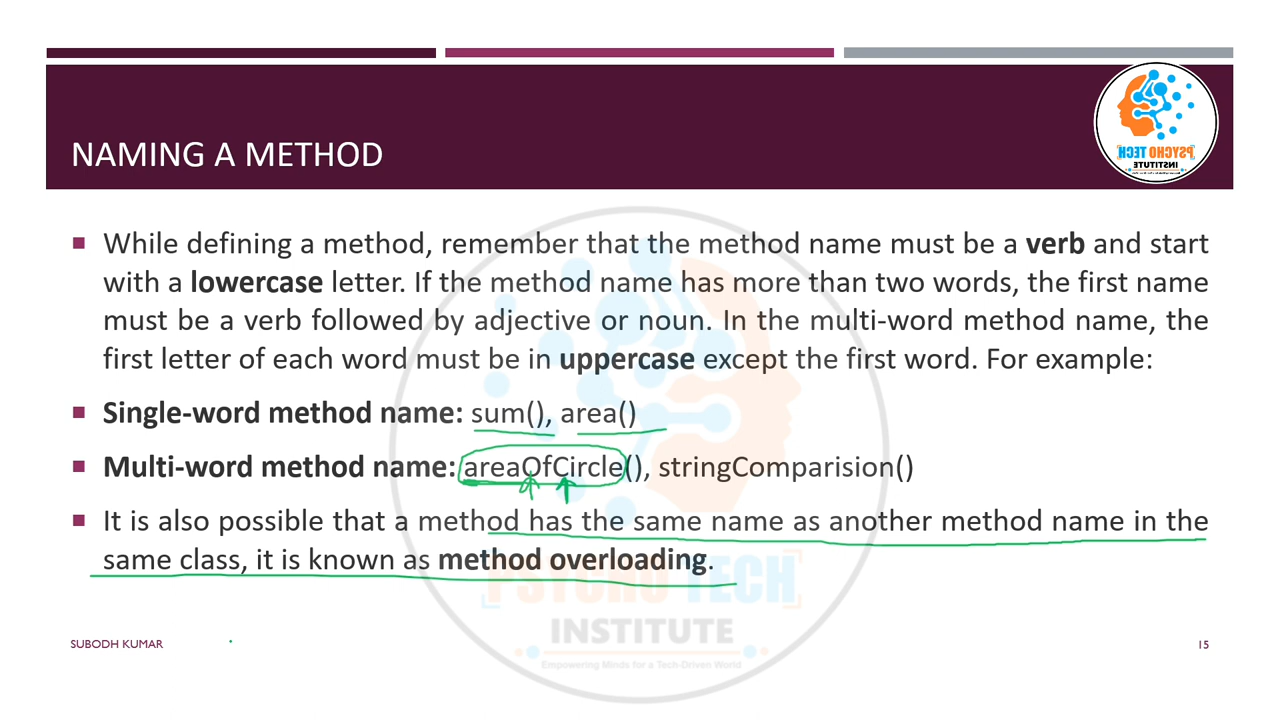 NAMING A METHOD
PSYCHO TECH
INSTITUTE
While defining a method, remember that the method name must be a verb and start
with a lowercase letter. If the method name has more than two words, the first name
must be a verb followed by adjective or noun. In the multi-word method name, the
first letter of each word must be in uppercase except the first word. For example:
Single-word method name: sum(), area()
Multi-word method name: areaOfCircle(), stringComparision()
It is also possible that a method has the same name as another method name in the
same class, it is known as method overloading.
PSYCHO TECH
INSTITUTE
Empowering Minds for a Tech-Driven World
SUBODH KUMAR
15